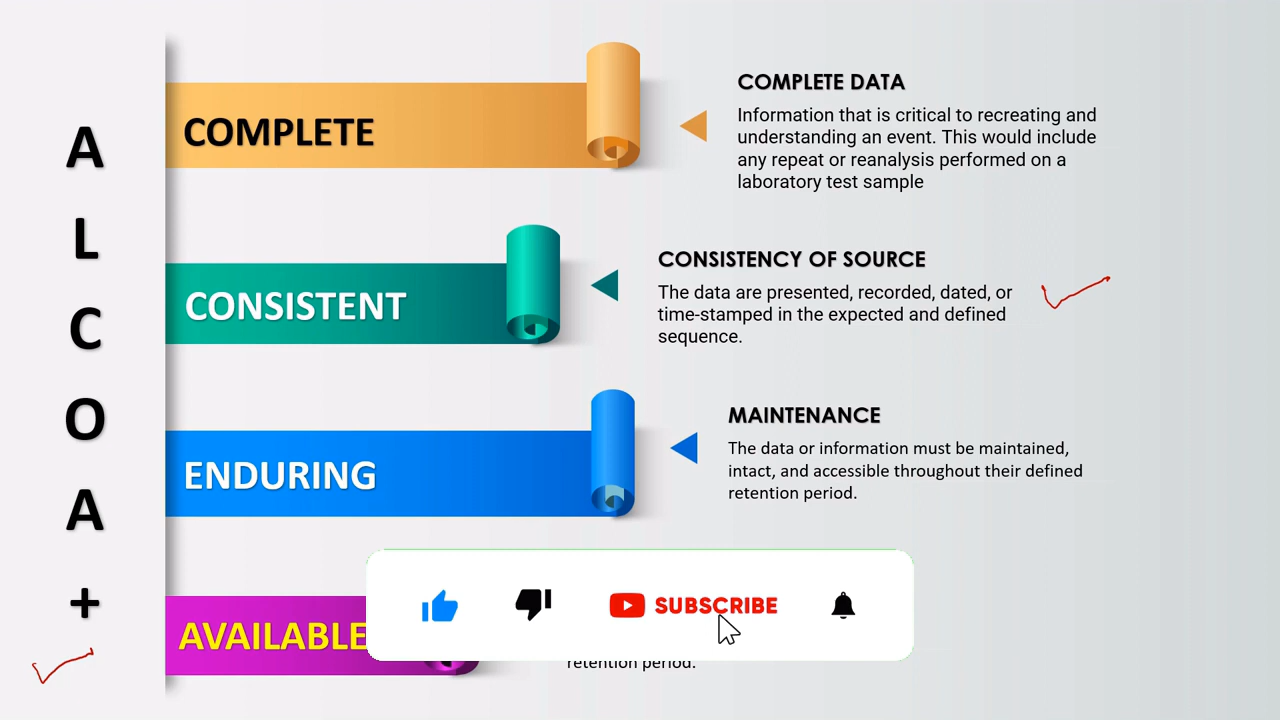 A
L
C
O
A
+
COMPLETE
COMPLETE DATA
Information that is critical to recreating and
understanding an event. This would include
any repeat or reanalysis performed on a
laboratory test sample
CONSISTENT
CONSISTENCY OF SOURCE
The data are presented, recorded, dated, or
time-stamped in the expected and defined
sequence.
ENDURING
MAINTENANCE
The data or information must be maintained,
intact, and accessible throughout their defined
retention period.
AVAILABLE
SUBSCRIBE
retention period.